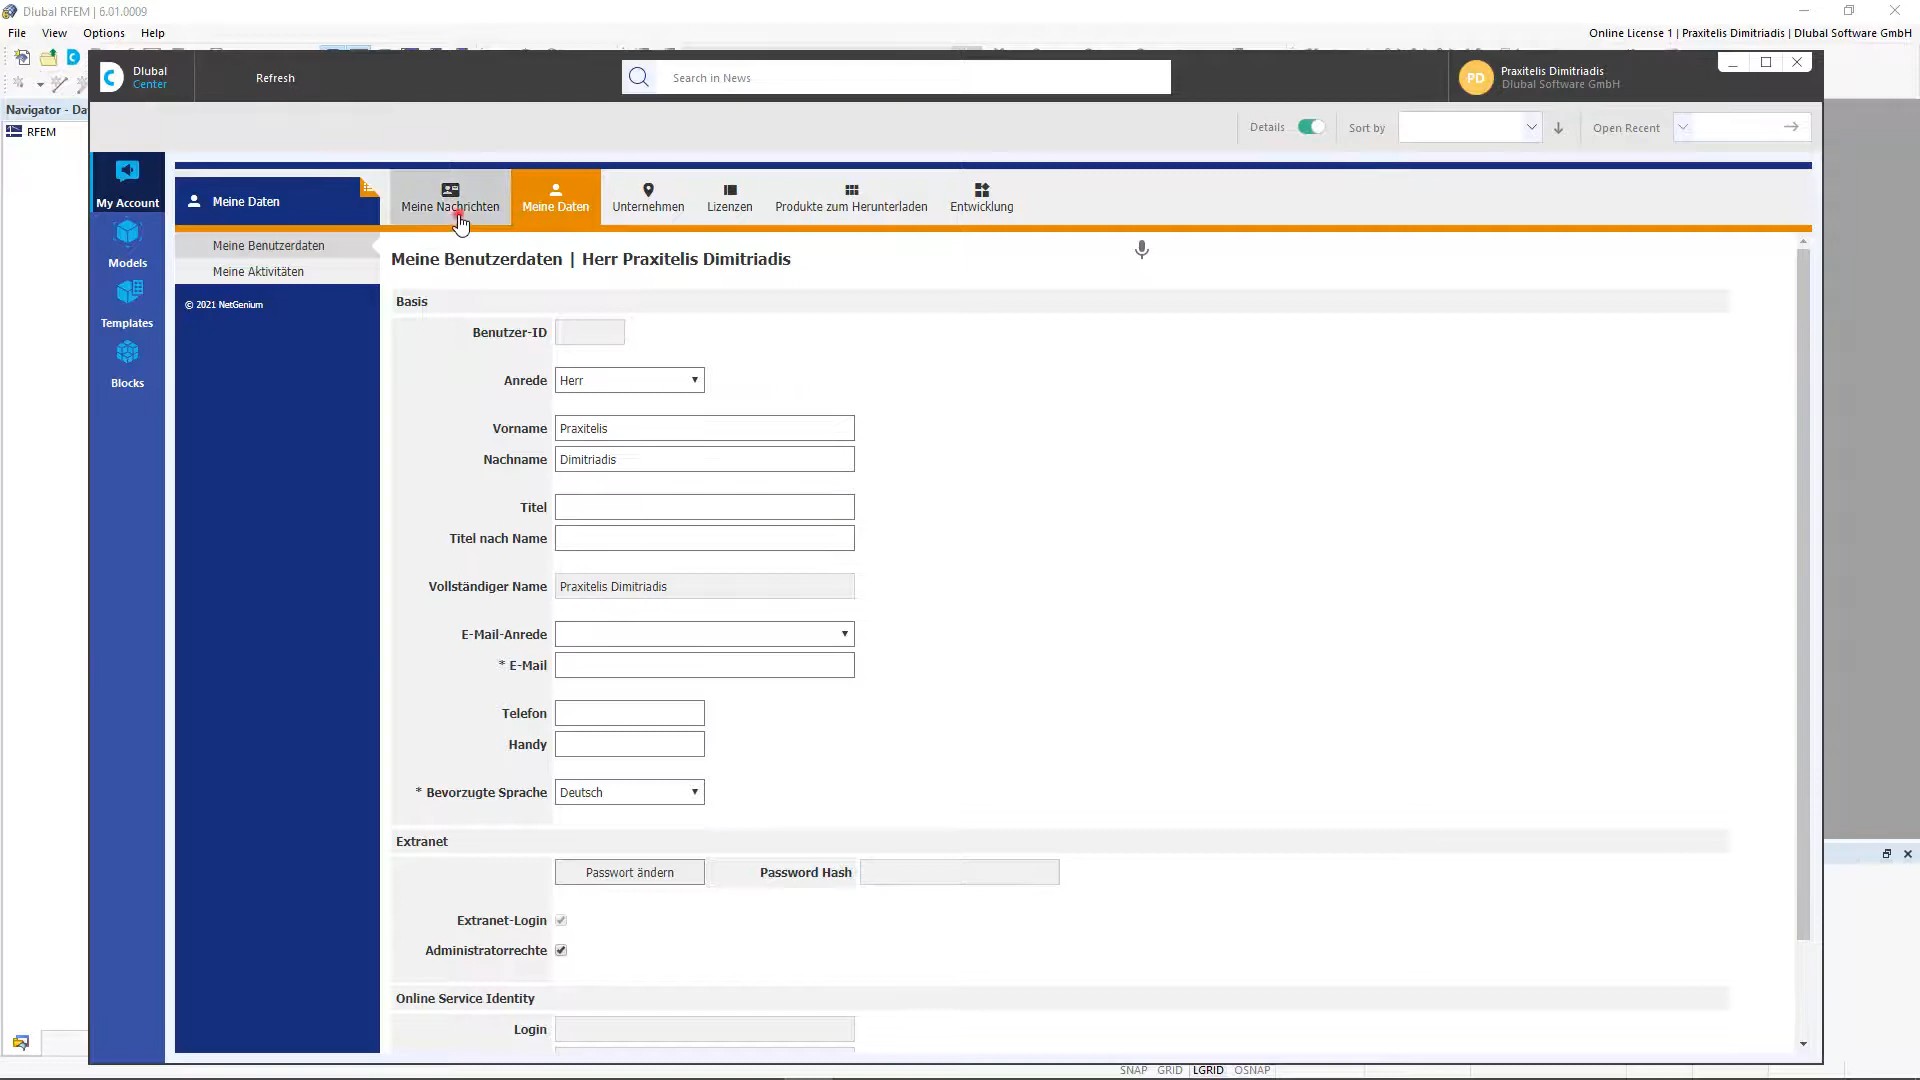 Dlubal RFEM | 6.01.0009
File View Options Help
Online License 1 | Praxitelis Dimitriadis | Dlubal Software GmbH
Dlubal
Center
Refresh
Search in News
PD
Praxitelis Dimitriadis
Dlubal Software GmbH
Navigator - Da
RFEM
Details
Sort by
Open Recent
My Account
Models
Templates
Blocks
Meine Daten
Meine Benutzerdaten
Meine Aktivitäten
© 2021 NetGenium
Meine Nachrichten
Meine Daten
Unternehmen
Lizenzen
Produkte zum Herunterladen
Entwicklung
Meine Benutzerdaten | Herr Praxitelis Dimitriadis
Basis
Benutzer-ID
Anrede Herr
Vorname Praxitelis
Nachname Dimitriadis
Titel
Titel nach Name
Vollständiger Name Praxitelis Dimitriadis
E-Mail-Anrede
* E-Mail
Telefon
Handy
* Bevorzugte Sprache Deutsch
Extranet
Passwort ändern Password Hash
Extranet-Login
Administratorrechte
Online Service Identity
Login
SNAP GRID LGRID OSNAP